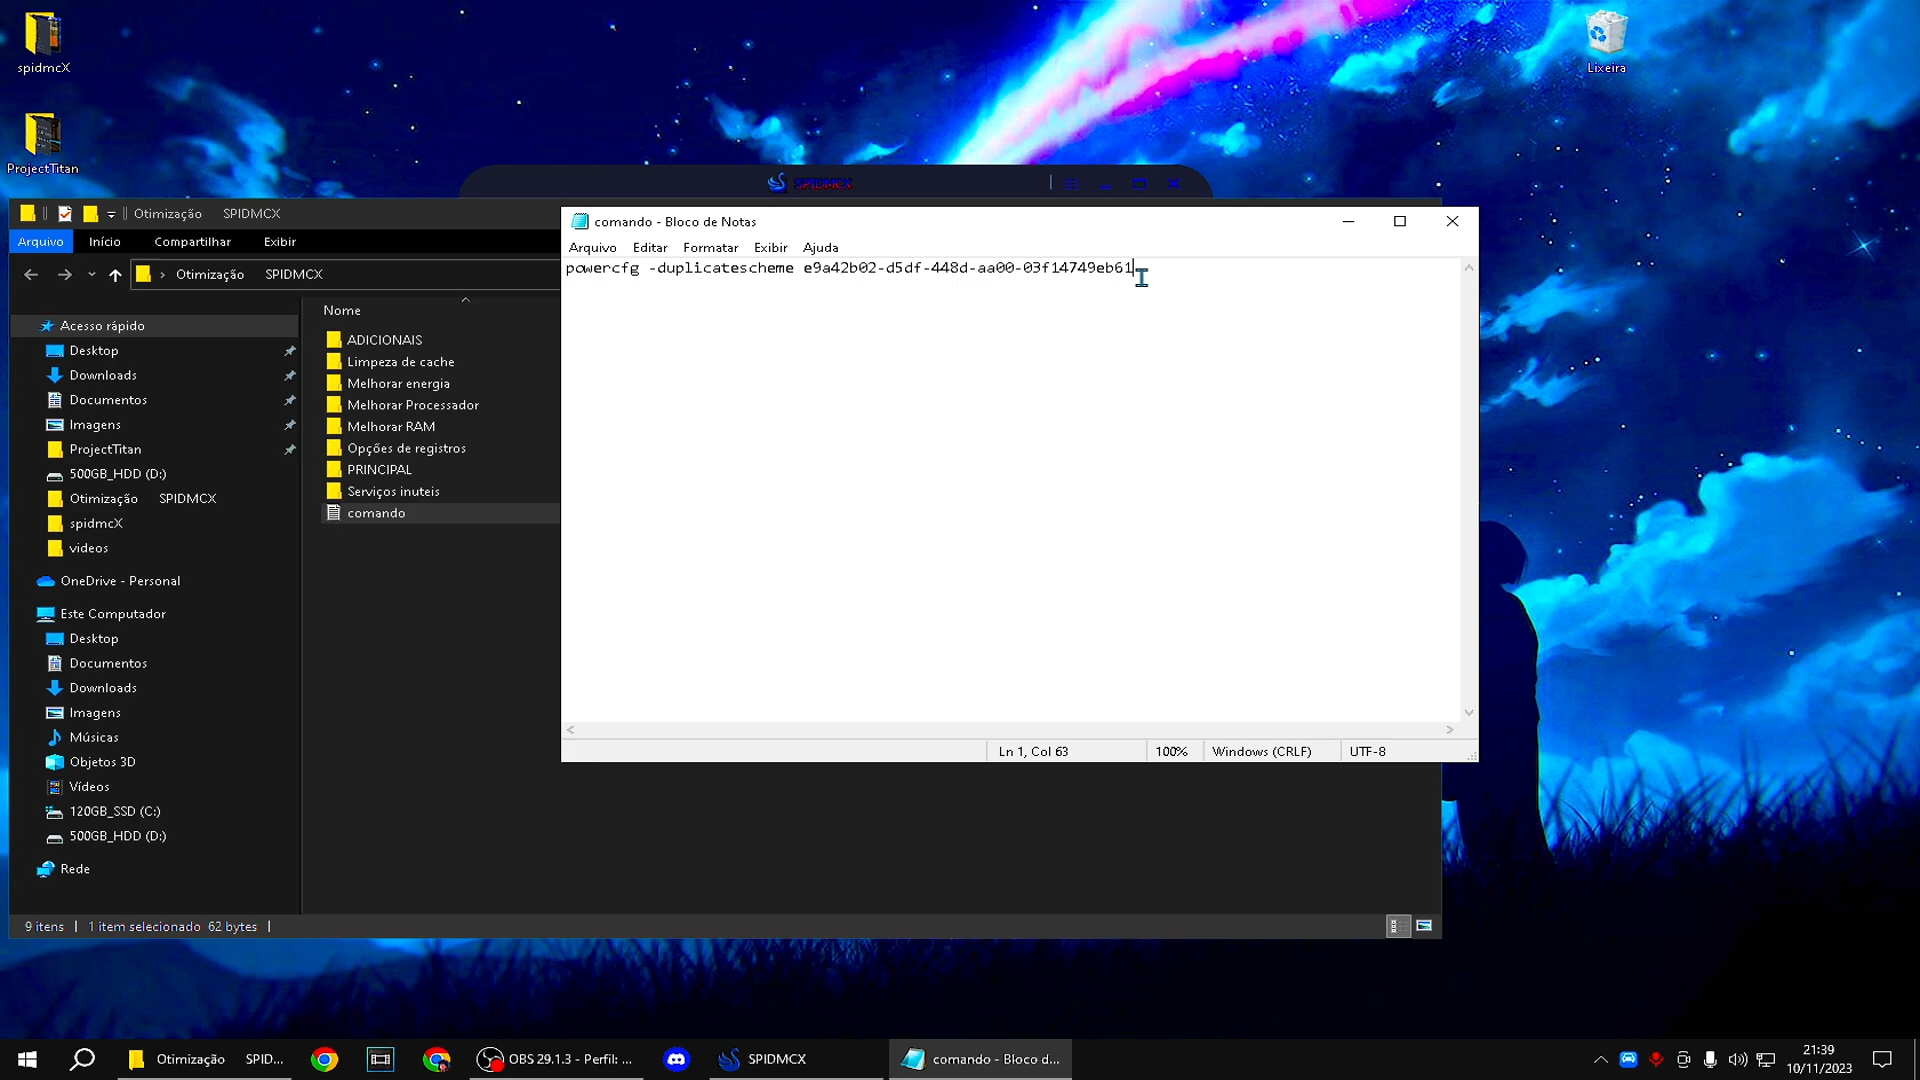 spidmcX
ProjectTitan
Lixeira
SPIDMCX
Otimização SPIDMCX
Arquivo Início Compartilhar Exibir
Otimização SPIDMCX
Acesso rápido
Desktop
Downloads
Documentos
Imagens
ProjectTitan
500GB_HDD (D:)
Otimização SPIDMCX
spidmcX
videos
OneDrive - Personal
Este Computador
Desktop
Documentos
Downloads
Imagens
Músicas
Objetos 3D
Vídeos
120GB_SSD (C:)
500GB_HDD (D:)
Rede
Nome
ADICIONAIS
Limpeza de cache
Melhorar energia
Melhorar Processador
Melhorar RAM
Opções de registros
PRINCIPAL
Serviços inuteis
comando
9 itens 1 item selecionado 62 bytes
comando - Bloco de Notas
Arquivo Editar Formatar Exibir Ajuda
powercfg -duplicatescheme e9a42b02-d5df-448d-aa00-03f14749eb61
Ln 1, Col 63 100% Windows (CRLF) UTF-8
Otimização SPID...
OBS 29.1.3 - Perfil: ...
SPIDMCX
comando - Bloco d...
21:39
10/11/2023